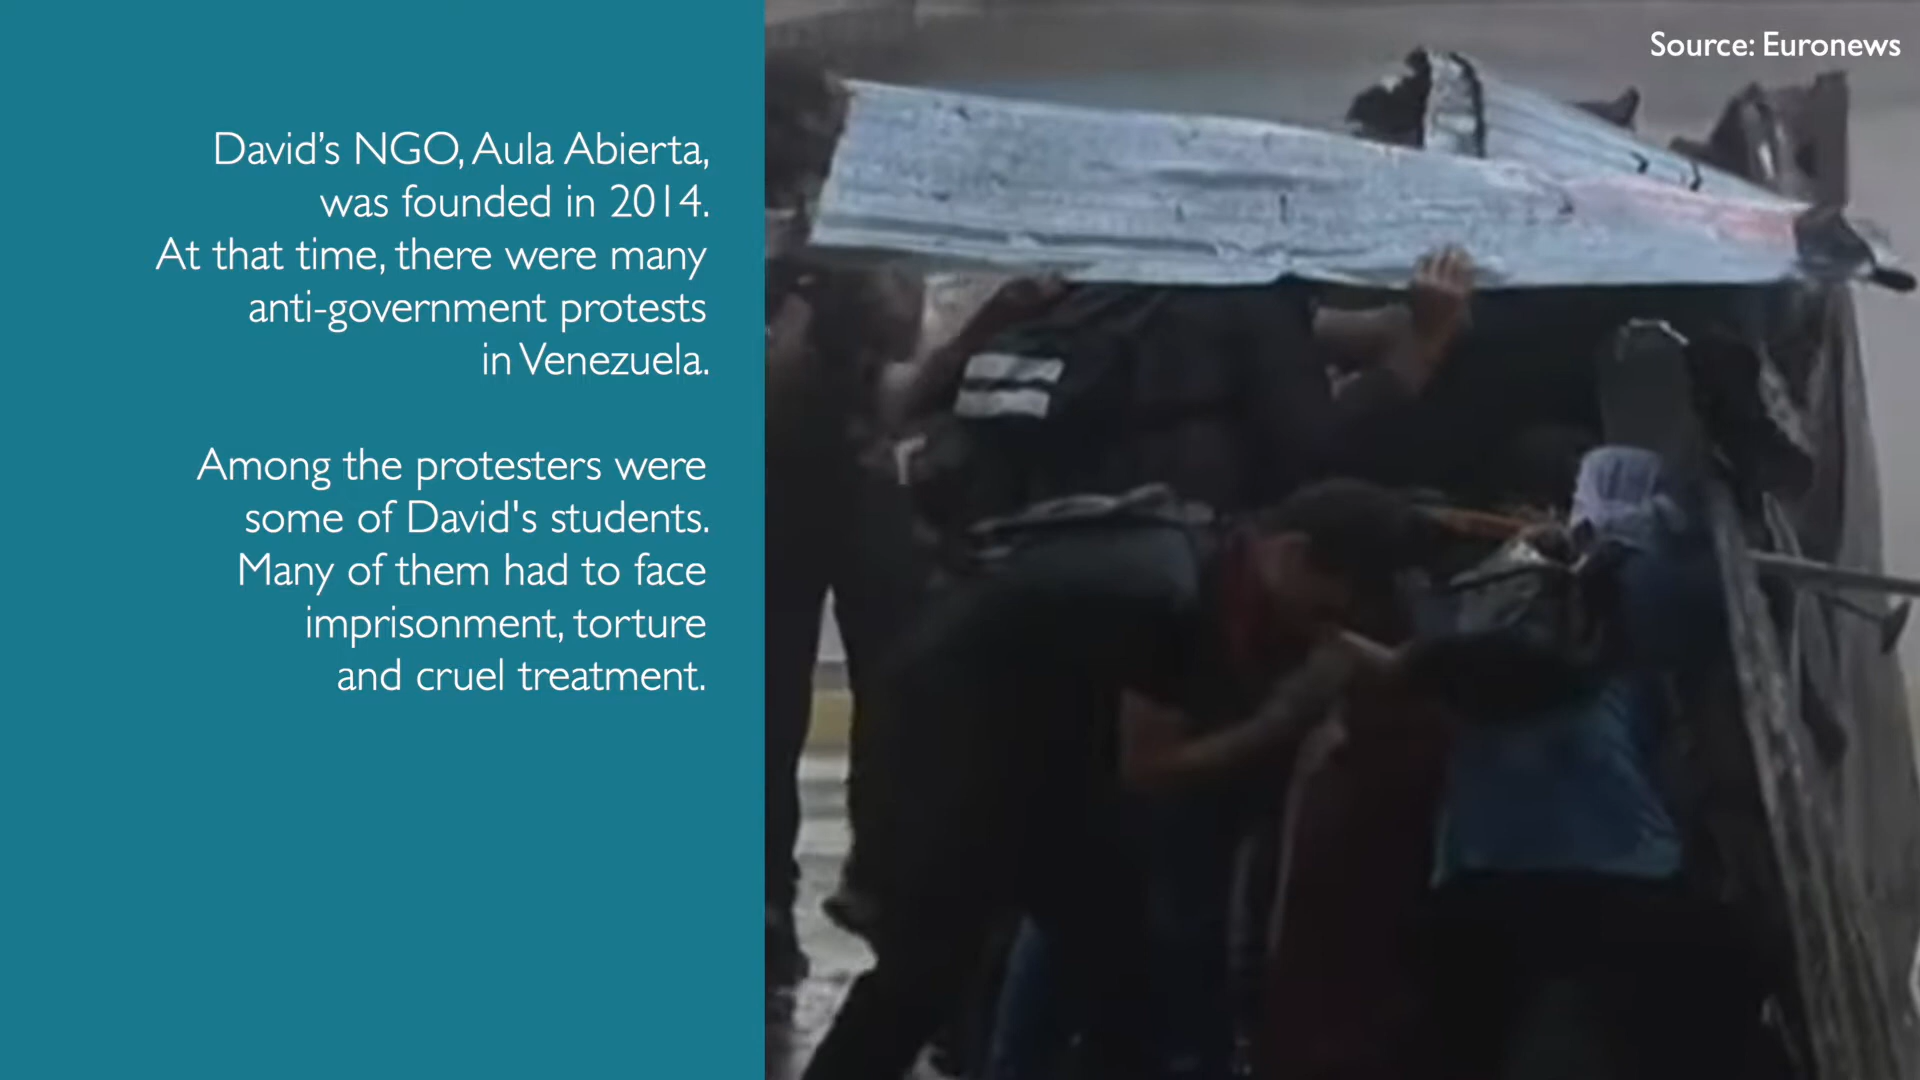 David’s NGO, Aula Abierta,
was founded in 2014.
At that time, there were many
anti-government protests
in Venezuela.
Among the protesters were
some of David's students.
Many of them had to face
imprisonment, torture
and cruel treatment.
Source: Euronews